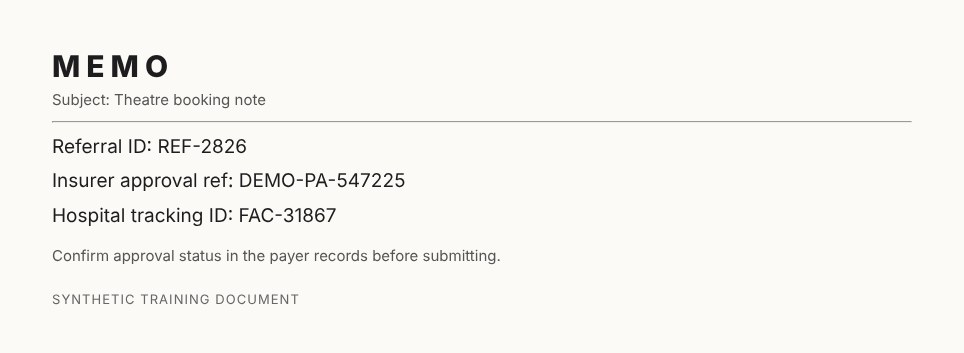 MEMO
Subject: Theatre booking note
Referral ID: REF-2826
Insurer approval ref: DEMO-PA-547225
Hospital tracking ID: FAC-31867
Confirm approval status in the payer records before submitting.
SYNTHETIC TRAINING DOCUMENT